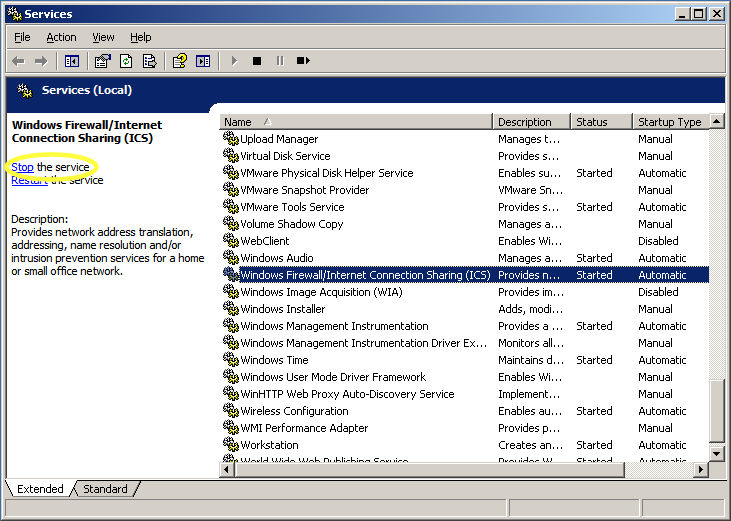 Services
File Action View Help
Services (Local)
Windows Firewall/Internet
Connection Sharing (ICS)
Stop the service
Restart the service
Description:
Provides network address translation,
addressing, name resolution and/or
intrusion prevention services for a home
or small office network.
Name Description Status Startup Type
Upload Manager Manages t... Manual
Virtual Disk Service Provides s... Manual
VMware Physical Disk Helper Service Enables su... Started Automatic
VMware Snapshot Provider VMware Sn... Manual
VMware Tools Service Provides s... Started Automatic
Volume Shadow Copy Manages a... Manual
WebClient Enables Wi... Disabled
Windows Audio Manages a... Started Automatic
Windows Firewall/Internet Connection Sharing (ICS) Provides n... Started Automatic
Windows Image Acquisition (WIA) Provides im... Disabled
Windows Installer Adds, modi... Manual
Windows Management Instrumentation Provides a ... Started Automatic
Windows Management Instrumentation Driver Ex... Monitors all... Manual
Windows Time Maintains d... Started Automatic
Windows User Mode Driver Framework Enables Wi... Manual
WinHTTP Web Proxy Auto-Discovery Service Implement... Manual
Wireless Configuration Enables au... Started Automatic
WMI Performance Adapter Provides p... Manual
Workstation Creates an... Started Automatic
World Wide Web Publishing Service Provides W... Started Automatic
Extended Standard